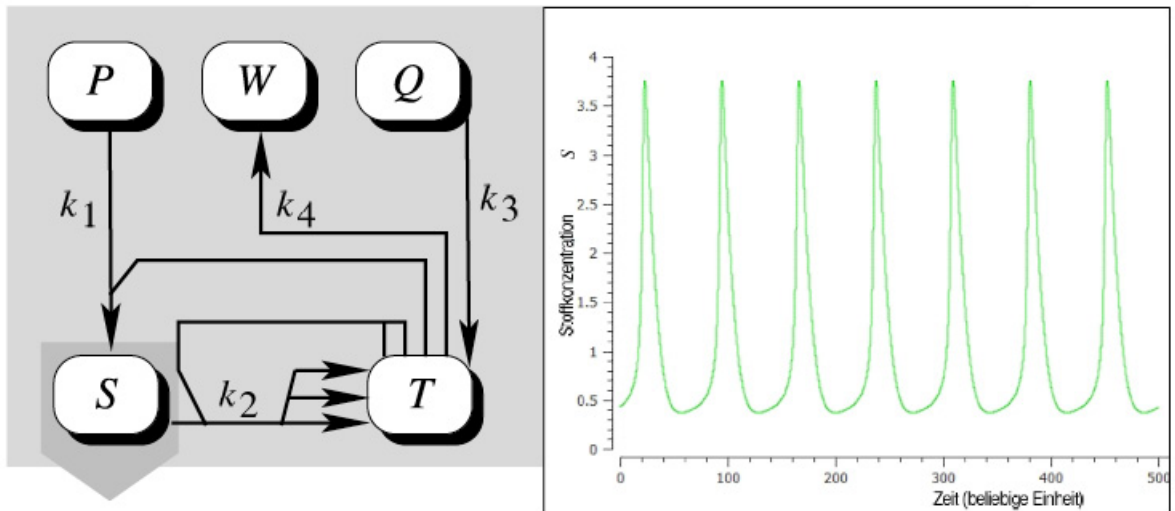 P W Q
k1 k4 k3
S k2 T
4
3.5
3
2.5
2
1.5
1
0.5
0
S
Stoffkonzentration
0 100 200 300 400 500
Zeit (beliebige Einheit)